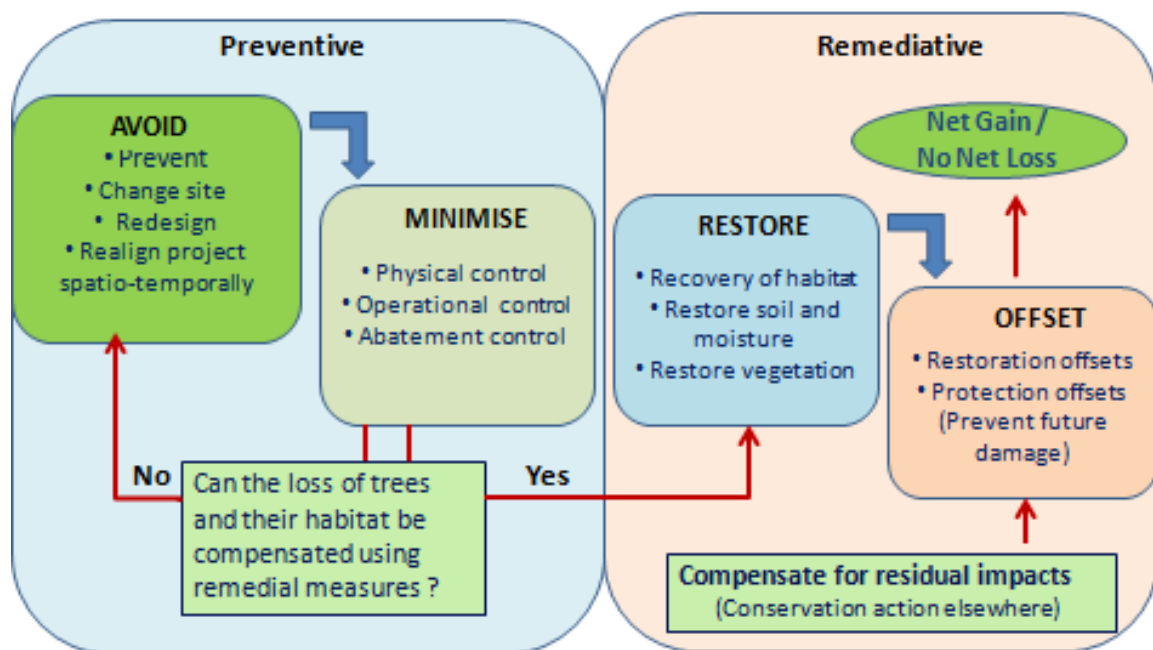 Preventive
AVOID
• Prevent
• Change site
• Redesign
• Realign project
spatio-temporally
MINIMISE
• Physical control
• Operational control
• Abatement control
No
Can the loss of trees
and their habitat be
compensated using
remedial measures ?
Yes
Remediative
RESTORE
• Recovery of habitat
• Restore soil and
moisture
• Restore vegetation
Net Gain /
No Net Loss
OFFSET
• Restoration offsets
• Protection offsets
(Prevent future
damage)
Compensate for residual impacts
(Conservation action elsewhere)